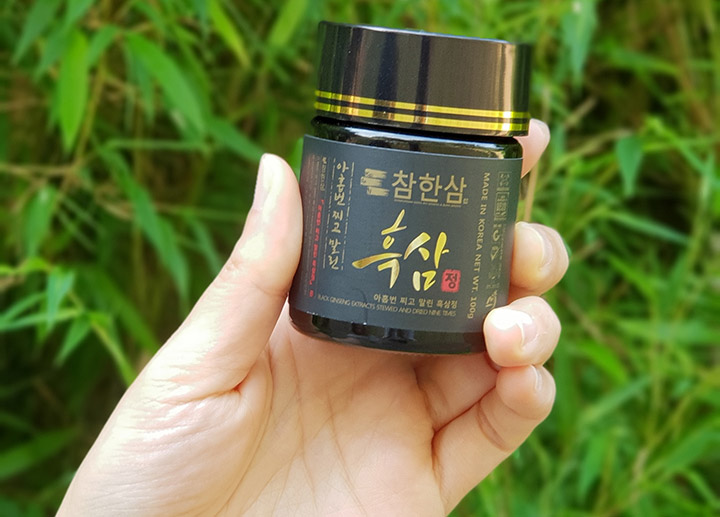 아홉번 찌고 말린
참한삼
흑삼
정
아홉번 찌고 말린 흑삼정
BLACK GINSENG EXTRACTS STEWED AND DRIED NINE TIMES
MADE IN KOREA NET WT. 100g